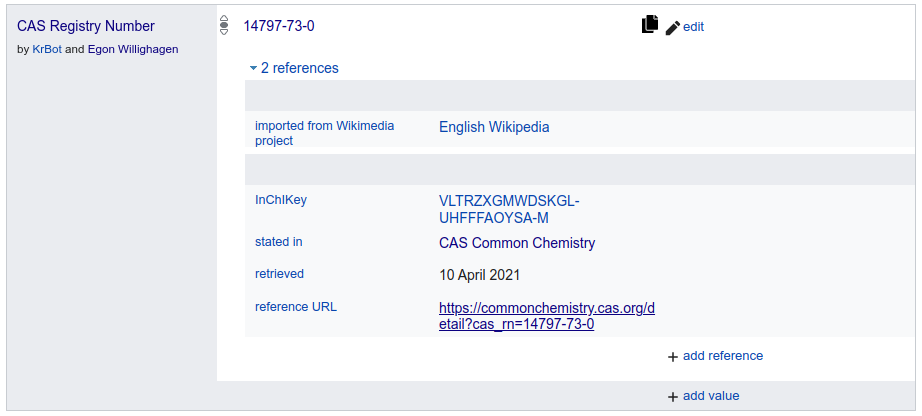 CAS Registry Number
by KrBot and Egon Willighagen
14797-73-0
edit
2 references
imported from Wikimedia
project
English Wikipedia
InChIKey
VLTRZXGMWDSKGL-
UHFFFAOYSA-M
stated in
CAS Common Chemistry
retrieved
10 April 2021
reference URL
https://commonchemistry.cas.org/d
etail?cas_rn=14797-73-0
+ add reference
+ add value